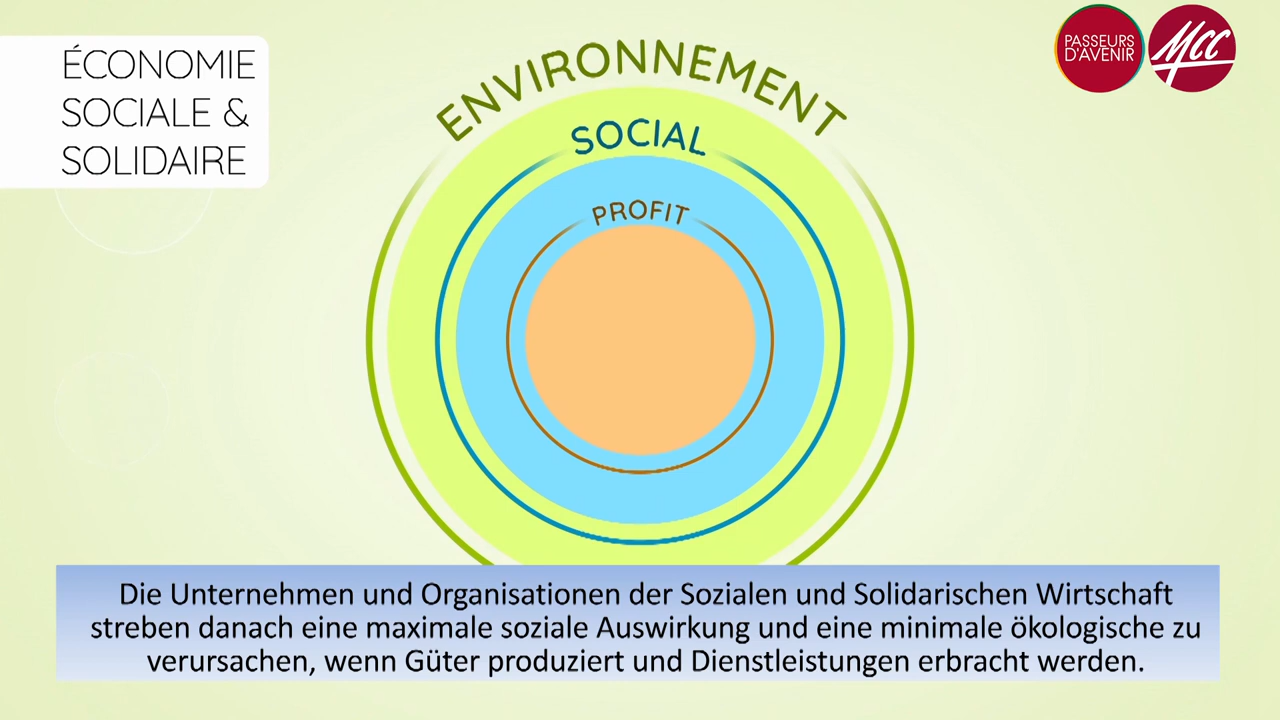 ÉCONOMIE
SOCIALE &
SOLIDAIRE
PASSEURS
D'AVENIR
MCC
ENVIRONNEMENT
SOCIAL
PROFIT
Die Unternehmen und Organisationen der Sozialen und Solidarischen Wirtschaft
streben danach eine maximale soziale Auswirkung und eine minimale ökologische zu
verursachen, wenn Güter produziert und Dienstleistungen erbracht werden.